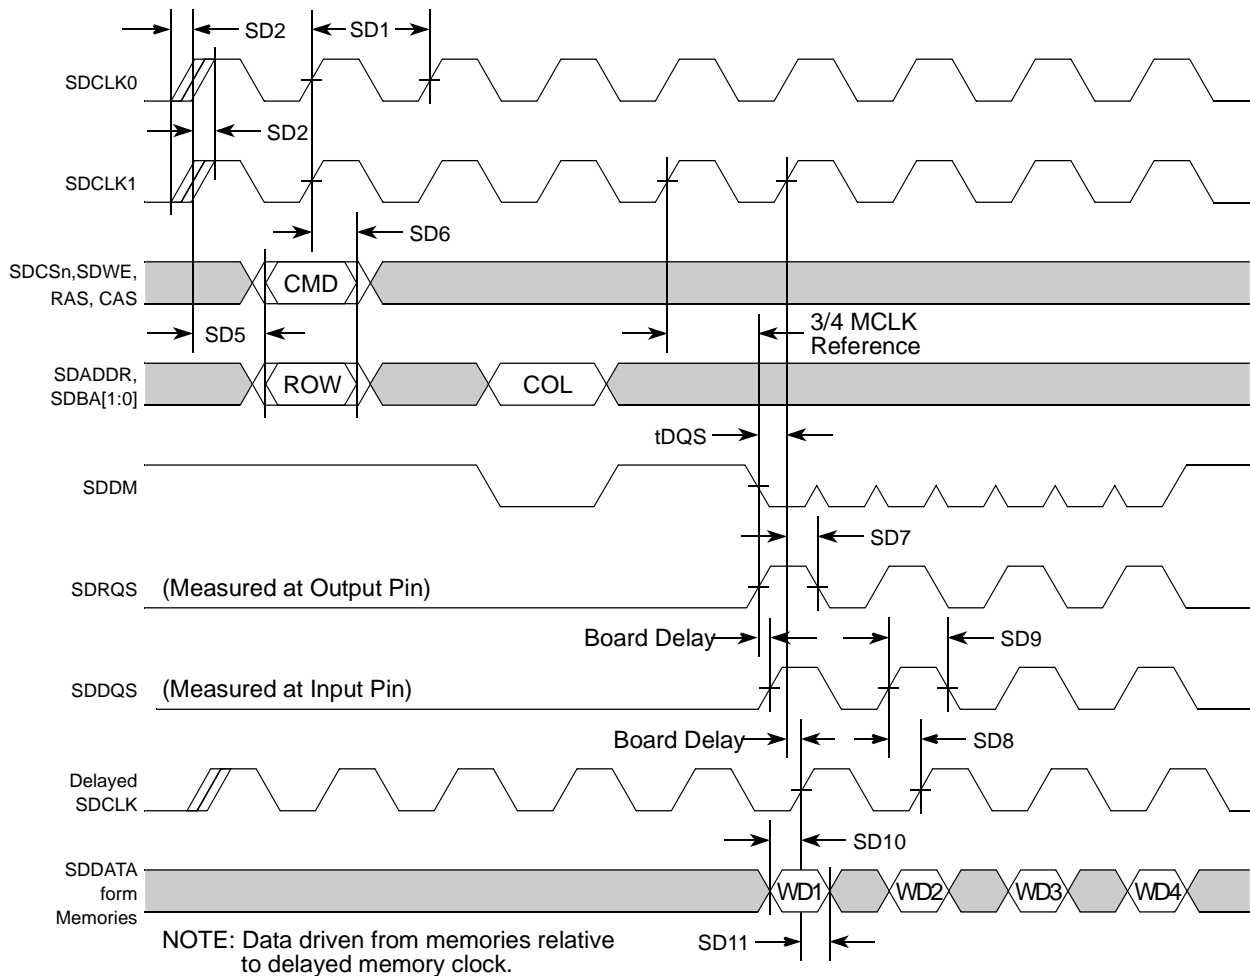 SD2
SD1
SDCLK0
SD2
SDCLK1
SD6
SDCSn,SDWE,
RAS, CAS
CMD
SD5
3/4 MCLK
Reference
SDADDR,
SDBA[1:0]
ROW
COL
tDQS
SDDM
SD7
SDRQS
(Measured at Output Pin)
Board Delay
SD9
SDDQS
(Measured at Input Pin)
Board Delay
SD8
Delayed
SDCLK
SD10
SDDATA
form
Memories
WD1
WD2
WD3
WD4
NOTE: Data driven from memories relative
to delayed memory clock.
SD11